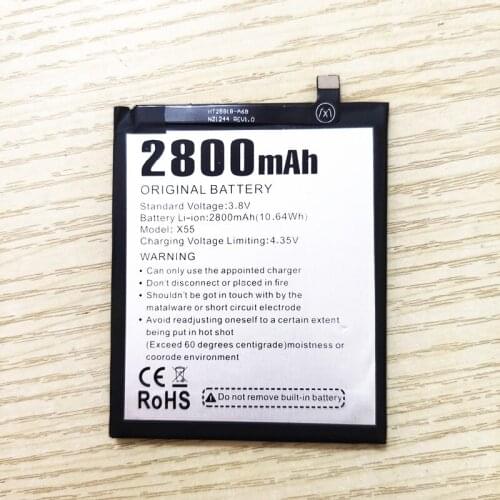 HT28918-A68
NZ1244 REV1.0
2800mAh
ORIGINAL BATTERY
Standard Voltage:3.8V
Battery Li-ion:2800mAh(10.64Wh)
Model: X55
Charging Voltage Limiting:4.35V
WARNING
• Can only use the appointed charger
• Don't disconnect or placed in fire
• Shouldn't be got in touch with by the
matalware or short circuit electrode
• Avoid readjusting oneself to a certain extent
being put in hot shot
(Exceed 60 degrees centigrade)moistness or
corrodibility
CE
RoHS
Do not remove built-in battery